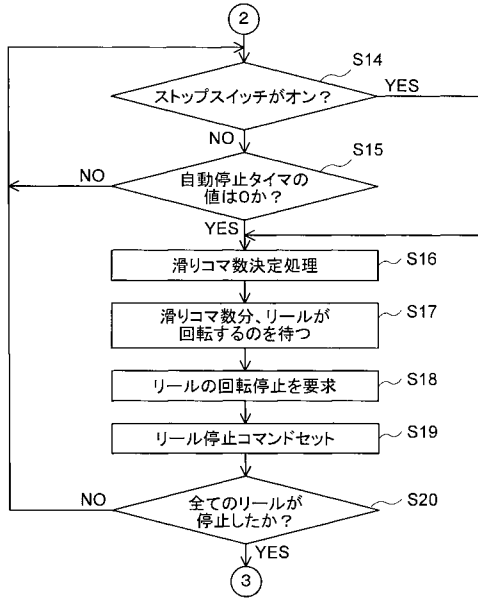 2
S14
ストップスイッチがオン?
YES
NO
S15
NO
自動停止タイマの
値は0か?
YES
滑りコマ数決定処理
S16
滑りコマ数分、リールが
回転するのを待つ
S17
リールの回転停止を要求
S18
リール停止コマンドセット
S19
NO
全てのリールが
停止したか?
S20
YES
3